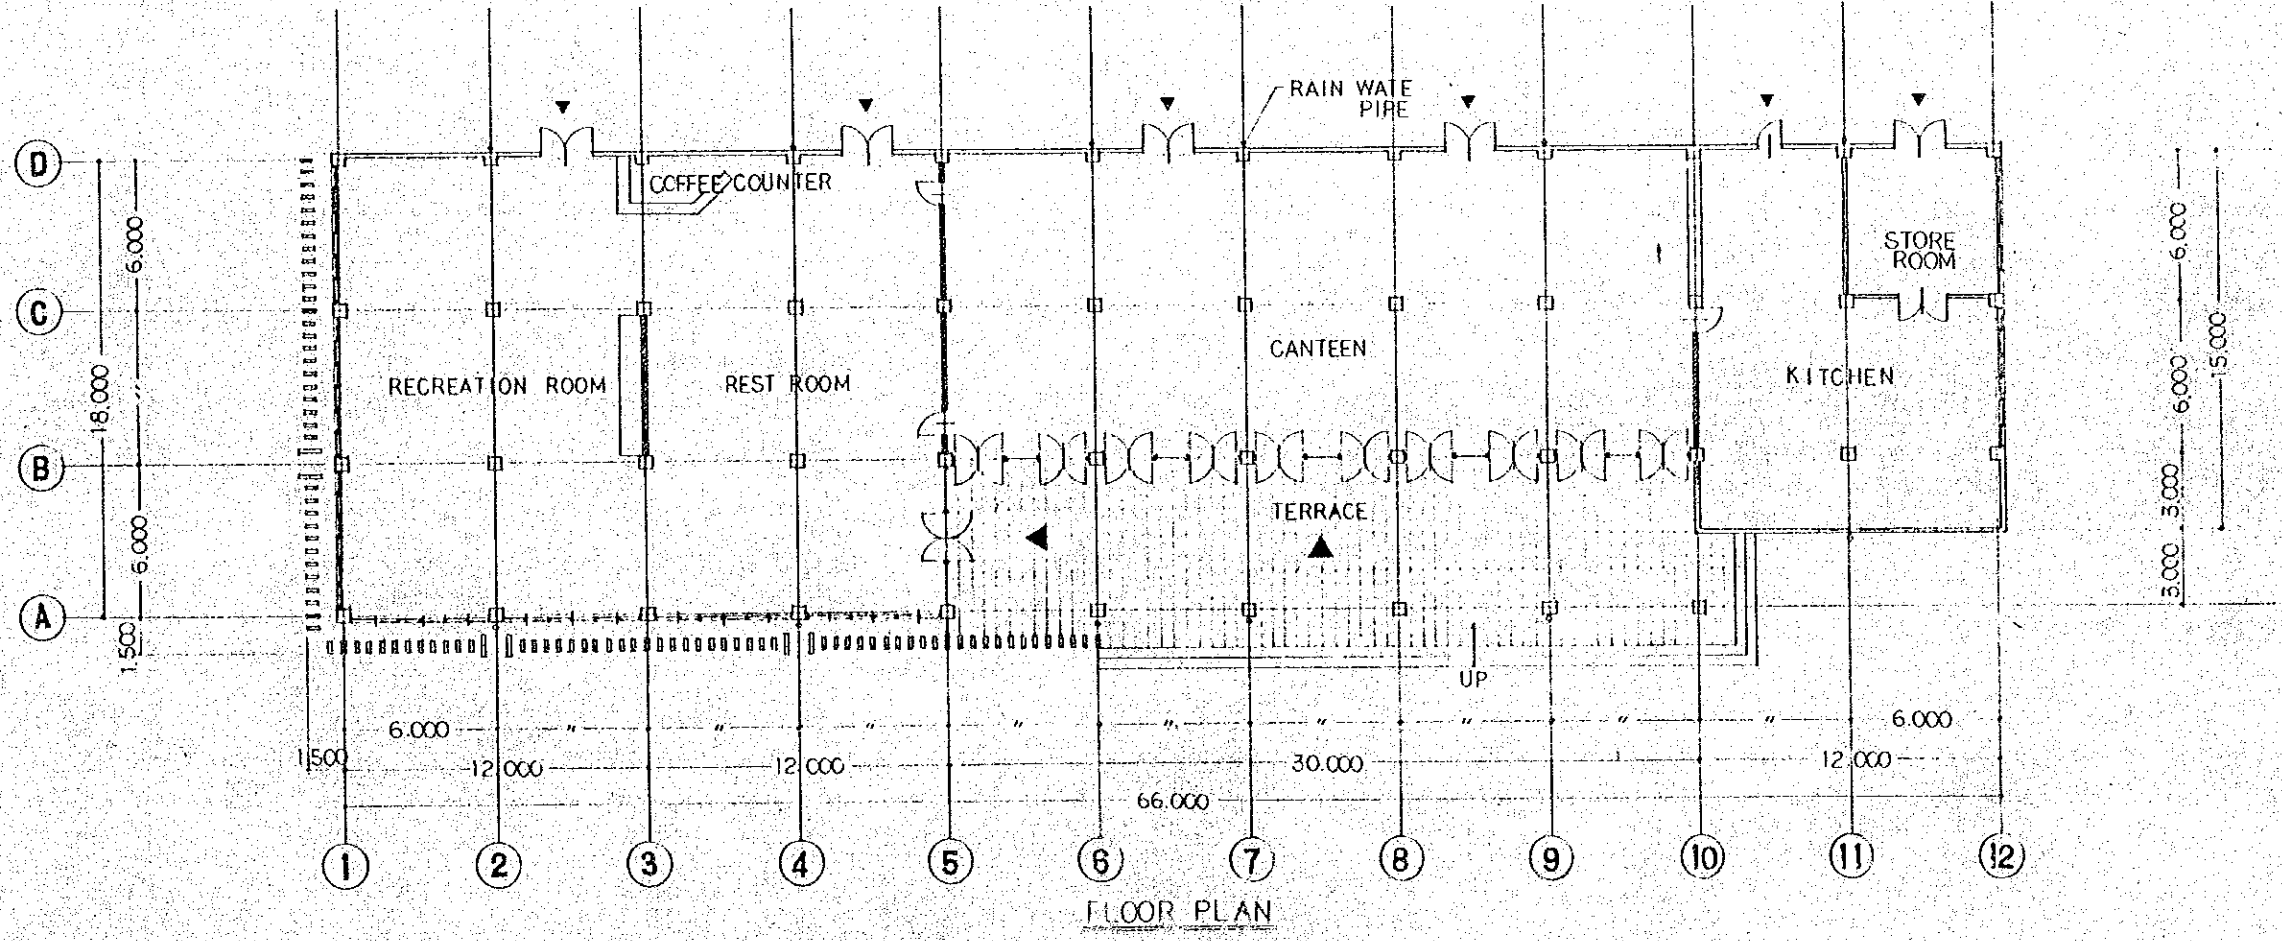 RAIN WATE
PIPE
D
COFFEE COUNTER
6.000
6.000
STORE
ROOM
C
CANTEEN
15.000
RECREATION ROOM
REST ROOM
KITCHEN
18.000
"
6.000
B
3.000
TERRACE
6.000
3.000
A
1.500
UP
6.000
"
"
"
"
"
"
"
"
"
6.000
1.500
12.000
12.000
30.000
12.000
66.000
1
2
3
4
5
6
7
8
9
10
11
12
FLOOR PLAN